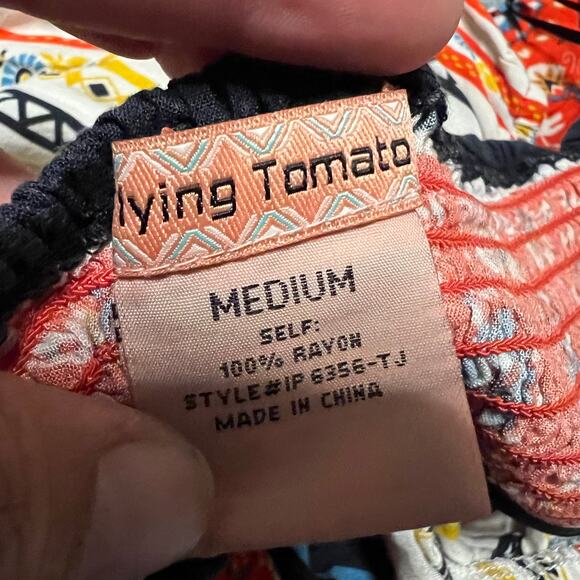 lying Tomato
MEDIUM
SELF:
100% RAYON
STYLE#IP 6356-TJ
MADE IN CHINA